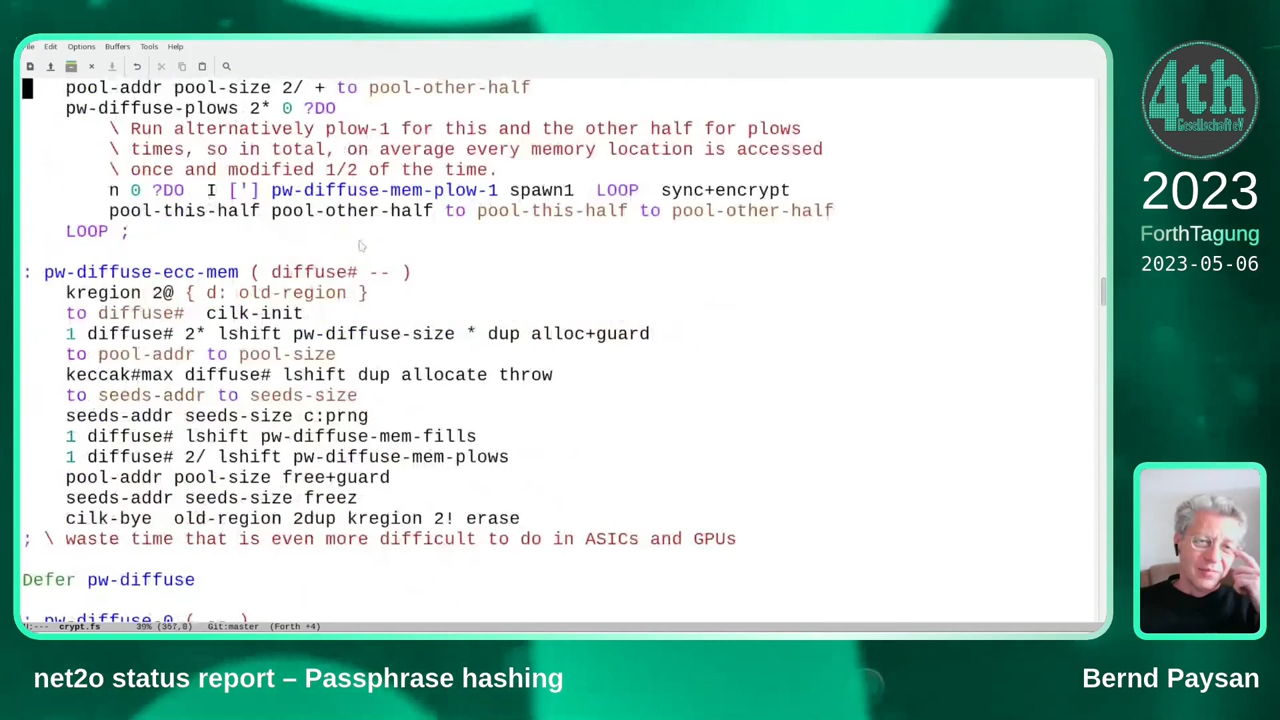 Edit Options Buffers Tools Help
pool-addr pool-size 2/ + to pool-other-half
pw-diffuse-plows 2* 0 ?DO
\ Run alternatively plow-1 for this and the other half for plows
\ times, so in total, on average every memory location is accessed
\ once and modified 1/2 of the time.
n 0 ?DO I ['] pw-diffuse-mem-plow-1 spawn1 LOOP sync+encrypt
pool-this-half pool-other-half to pool-this-half to pool-other-half
LOOP ;
: pw-diffuse-ecc-mem ( diffuse# -- )
kregion 2@ { d: old-region }
to diffuse# cilk-init
1 diffuse# 2* lshift pw-diffuse-size * dup alloc+guard
to pool-addr to pool-size
keccak#max diffuse# lshift dup allocate throw
to seeds-addr to seeds-size
seeds-addr seeds-size c:prng
1 diffuse# lshift pw-diffuse-mem-fills
1 diffuse# 2/ lshift pw-diffuse-mem-plows
pool-addr pool-size free+guard
seeds-addr seeds-size freez
cilk-bye old-region 2dup kregion 2! erase
; \ waste time that is even more difficult to do in ASICs and GPUs
Defer pw-diffuse
: pw-diffuse-0 ( -- )
crypt.fs 39% (357,0) Git:master (Forth +4)
4th
Gesellschaft eV
2023
ForthTagung
2023-05-06
net2o status report – Passphrase hashing
Bernd Paysan